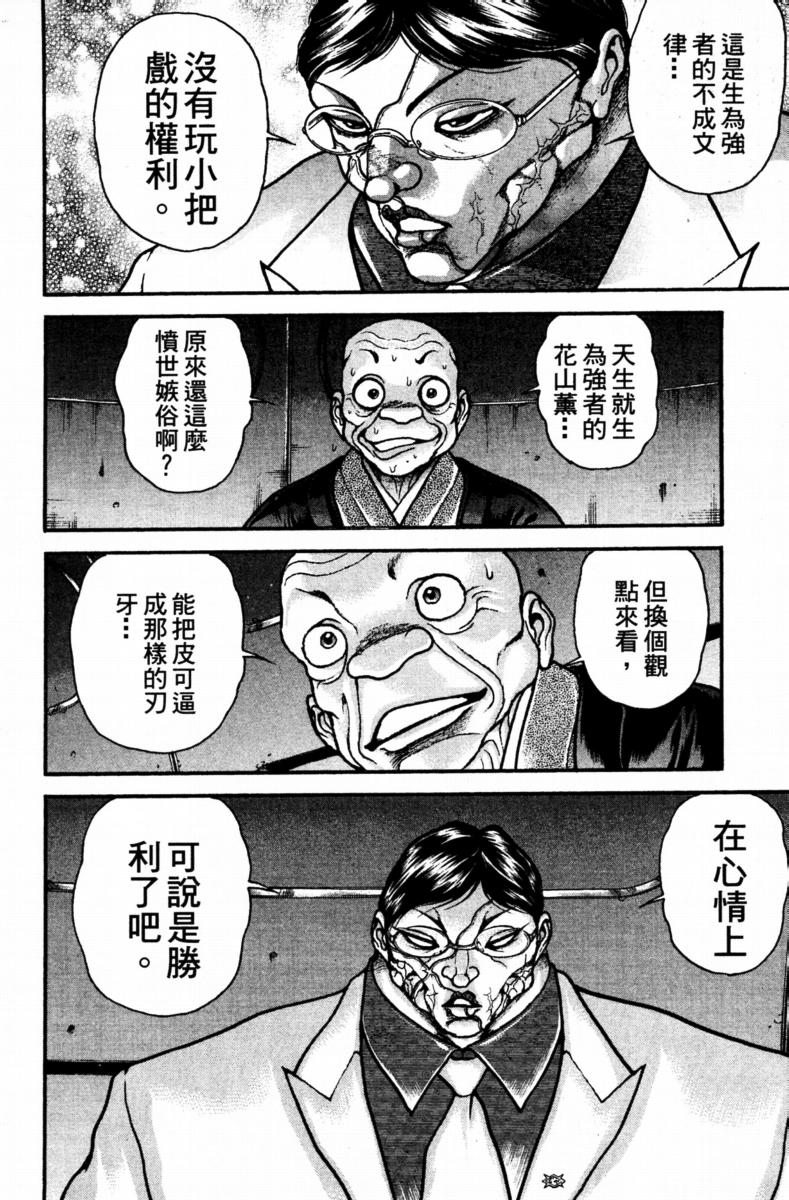 這是生為強
者的不成文
律…
沒有玩小把
戲的權利。
天生就生
為強者的
花山薰…
原來還這麼
憤世嫉俗啊?
但換個觀
點來看，
能把皮可逼
成那樣的刃
牙…
在心情上
可說是勝
利了吧。